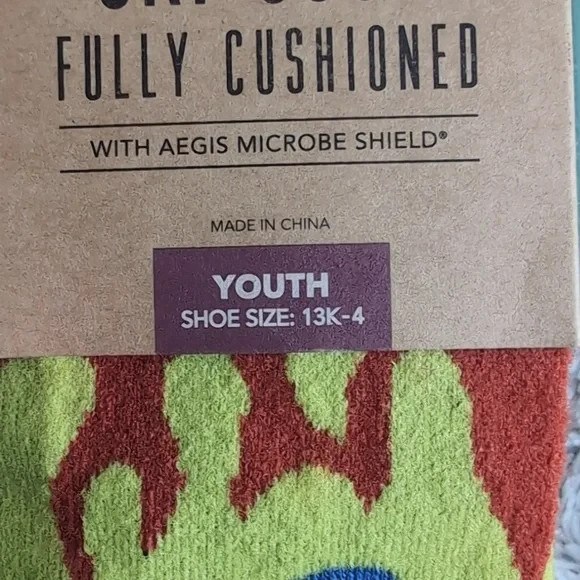 FULLY CUSHIONED
WITH AEGIS MICROBE SHIELD®
MADE IN CHINA
YOUTH
SHOE SIZE: 13K-4